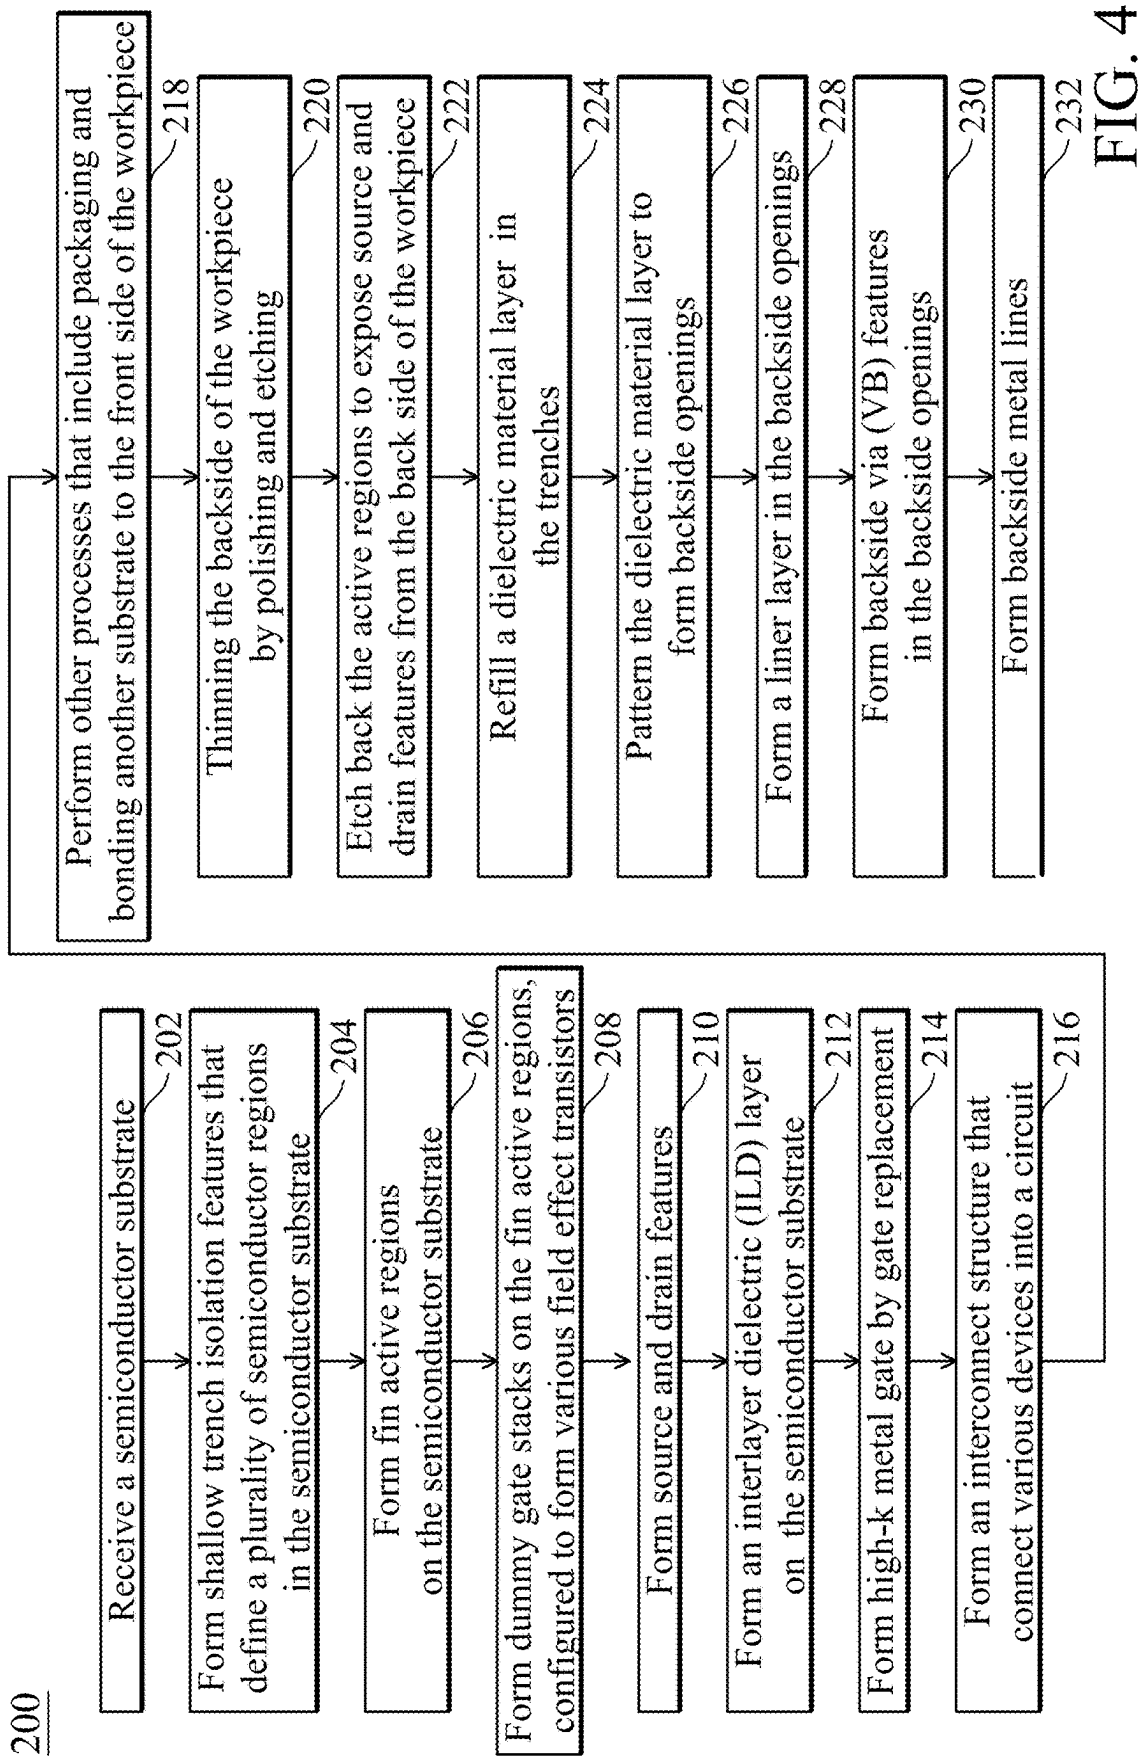 200
Receive a semiconductor substrate
202
Form shallow trench isolation features that
define a plurality of semiconductor regions
in the semiconductor substrate
204
Form fin active regions
on the semiconductor substrate
206
Form dummy gate stacks on the fin active regions,
configured to form various field effect transistors
208
Form source and drain features
210
Form an interlayer dielectric (ILD) layer
on the semiconductor substrate
212
Form high-k metal gate by gate replacement
214
Form an interconnect structure that
connect various devices into a circuit
216
Perform other processes that include packaging and
bonding another substrate to the front side of the workpiece
218
Thinning the backside of the workpiece
by polishing and etching
220
Etch back the active regions to expose source and
drain features from the back side of the workpiece
222
Refill a dielectric material layer in
the trenches
224
Pattern the dielectric material layer to
form backside openings
226
Form a liner layer in the backside openings
228
Form backside via (VB) features
in the backside openings
230
Form backside metal lines
232
FIG. 4